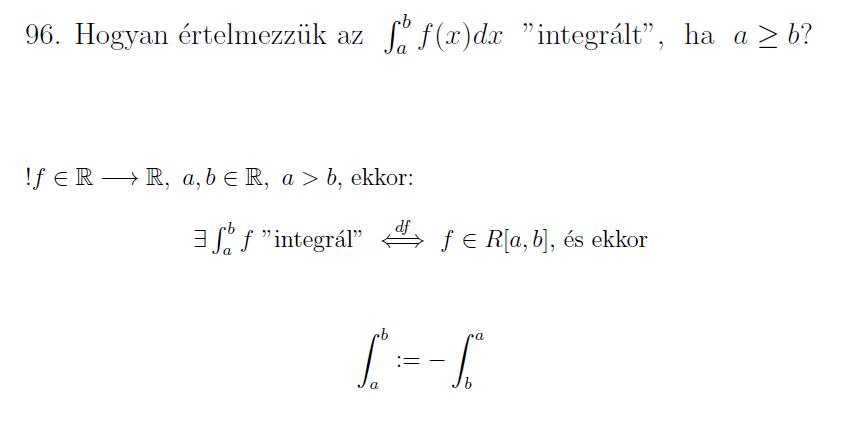 96. Hogyan értelmezzük az ∫_a^b f(x)dx ”integrált”, ha a ≥ b?
!f ∈ ℝ ⟶ ℝ, a, b ∈ ℝ, a > b, ekkor:
∃ ∫_a^b f ”integrál” ⟺^{df} f ∈ R[a, b], és ekkor
∫_a^b := − ∫_b^a